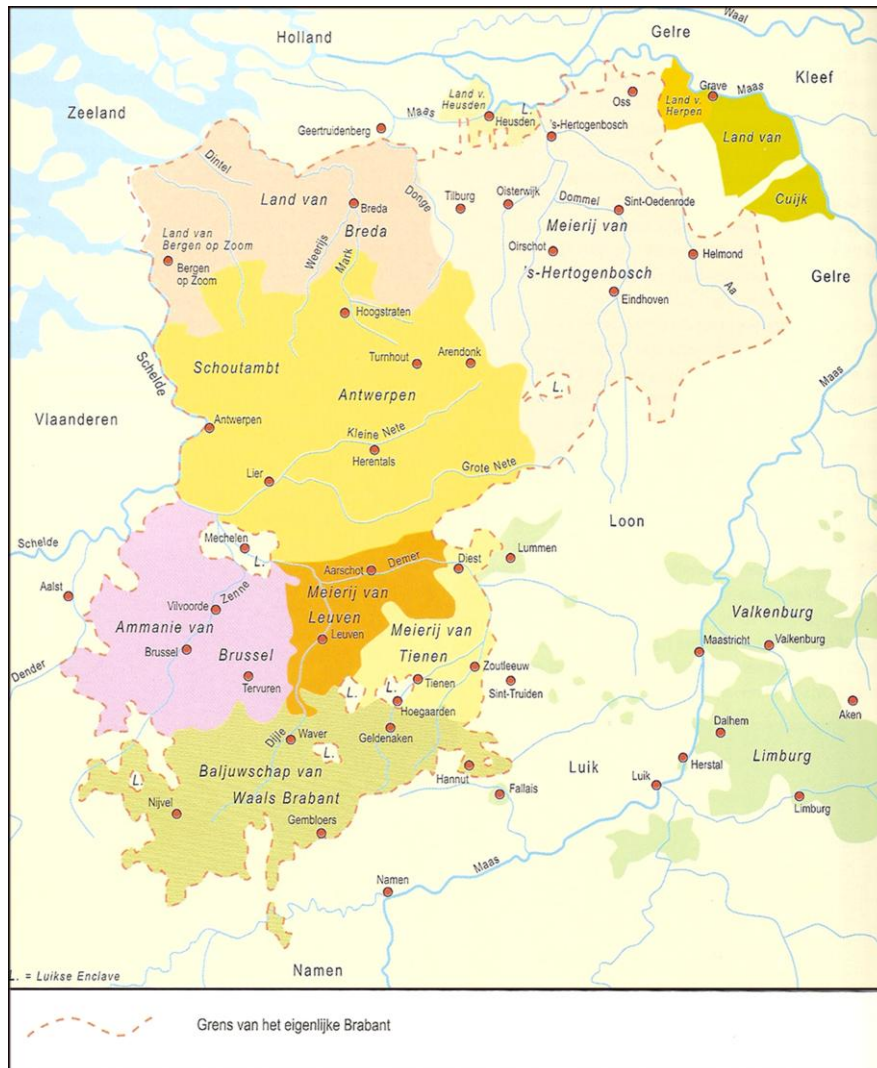 Holland
Gelre
Waal
Zeeland
Kleef
Land v.
Heusden
L.
Maas
Heusden
Geertruidenberg
Oss
Land v.
Herpen
Grave
Maas
's-Hertogenbosch
Land van
Cuijk
Dintel
Land van
Breda
Breda
Donge
Tilburg
Oisterwijk
Dommel
Sint-Oedenrode
Meierij van
's-Hertogenbosch
Land van
Bergen op Zoom
Bergen
op Zoom
Weerijs
Mark
Oirschot
Helmond
Gelre
Aa
Eindhoven
Hoogstraten
Turnhout
Arendonk
Schoutambt
Antwerpen
L.
Schelde
Maas
Vlaanderen
Antwerpen
Kleine Nete
Herentals
Lier
Grote Nete
Loon
Schelde
Mechelen
L.
Aarschot
Demer
Diest
Lummen
Aalst
Zenne
Vilvoorde
Meierij van
Leuven
Leuven
Ammanie van
Brussel
Brussel
Tervuren
Meierij van
Tienen
Valkenburg
Maastricht
Valkenburg
Dender
Zoutleeuw
Sint-Truiden
L.
L.
Tienen
Hoegaarden
Geldenaken
Aken
Dalhem
Dijle
Waver
L.
Baljuwschap van
Waals Brabant
L.
Hannut
Luik
Herstal
Limburg
Luik
Fallais
Limburg
Nijvel
Gembloers
Maas
Namen
Namen
L. = Luikse Enclave
Grens van het eigenlijke Brabant